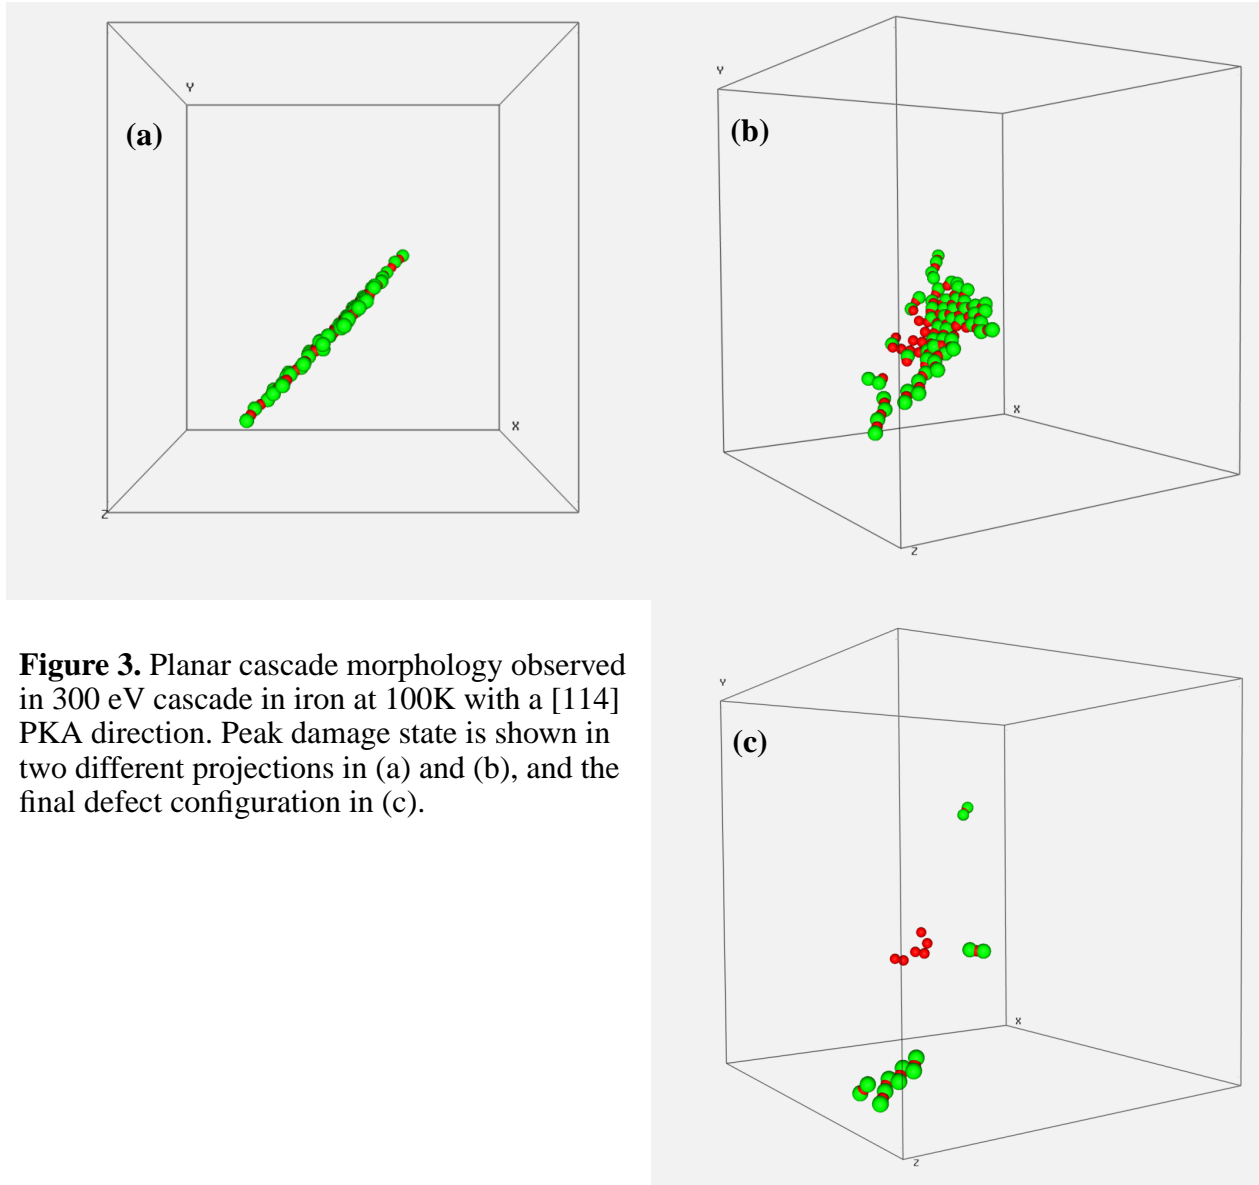 Y
(a)
X
Z
Y
(b)
X
Z
Figure 3. Planar cascade morphology observed
in 300 eV cascade in iron at 100K with a [114]
PKA direction. Peak damage state is shown in
two different projections in (a) and (b), and the
final defect configuration in (c).
Y
(c)
X
Z